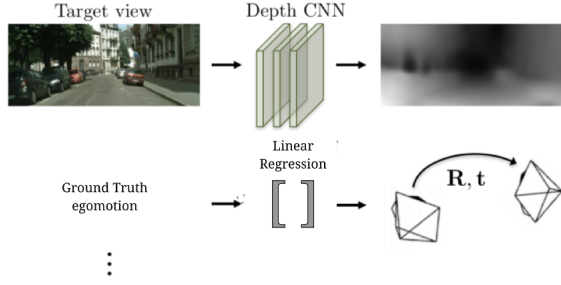 Target view
Depth CNN
Linear
Regression
Ground Truth
egomotion
[ ]
R, t
⋮